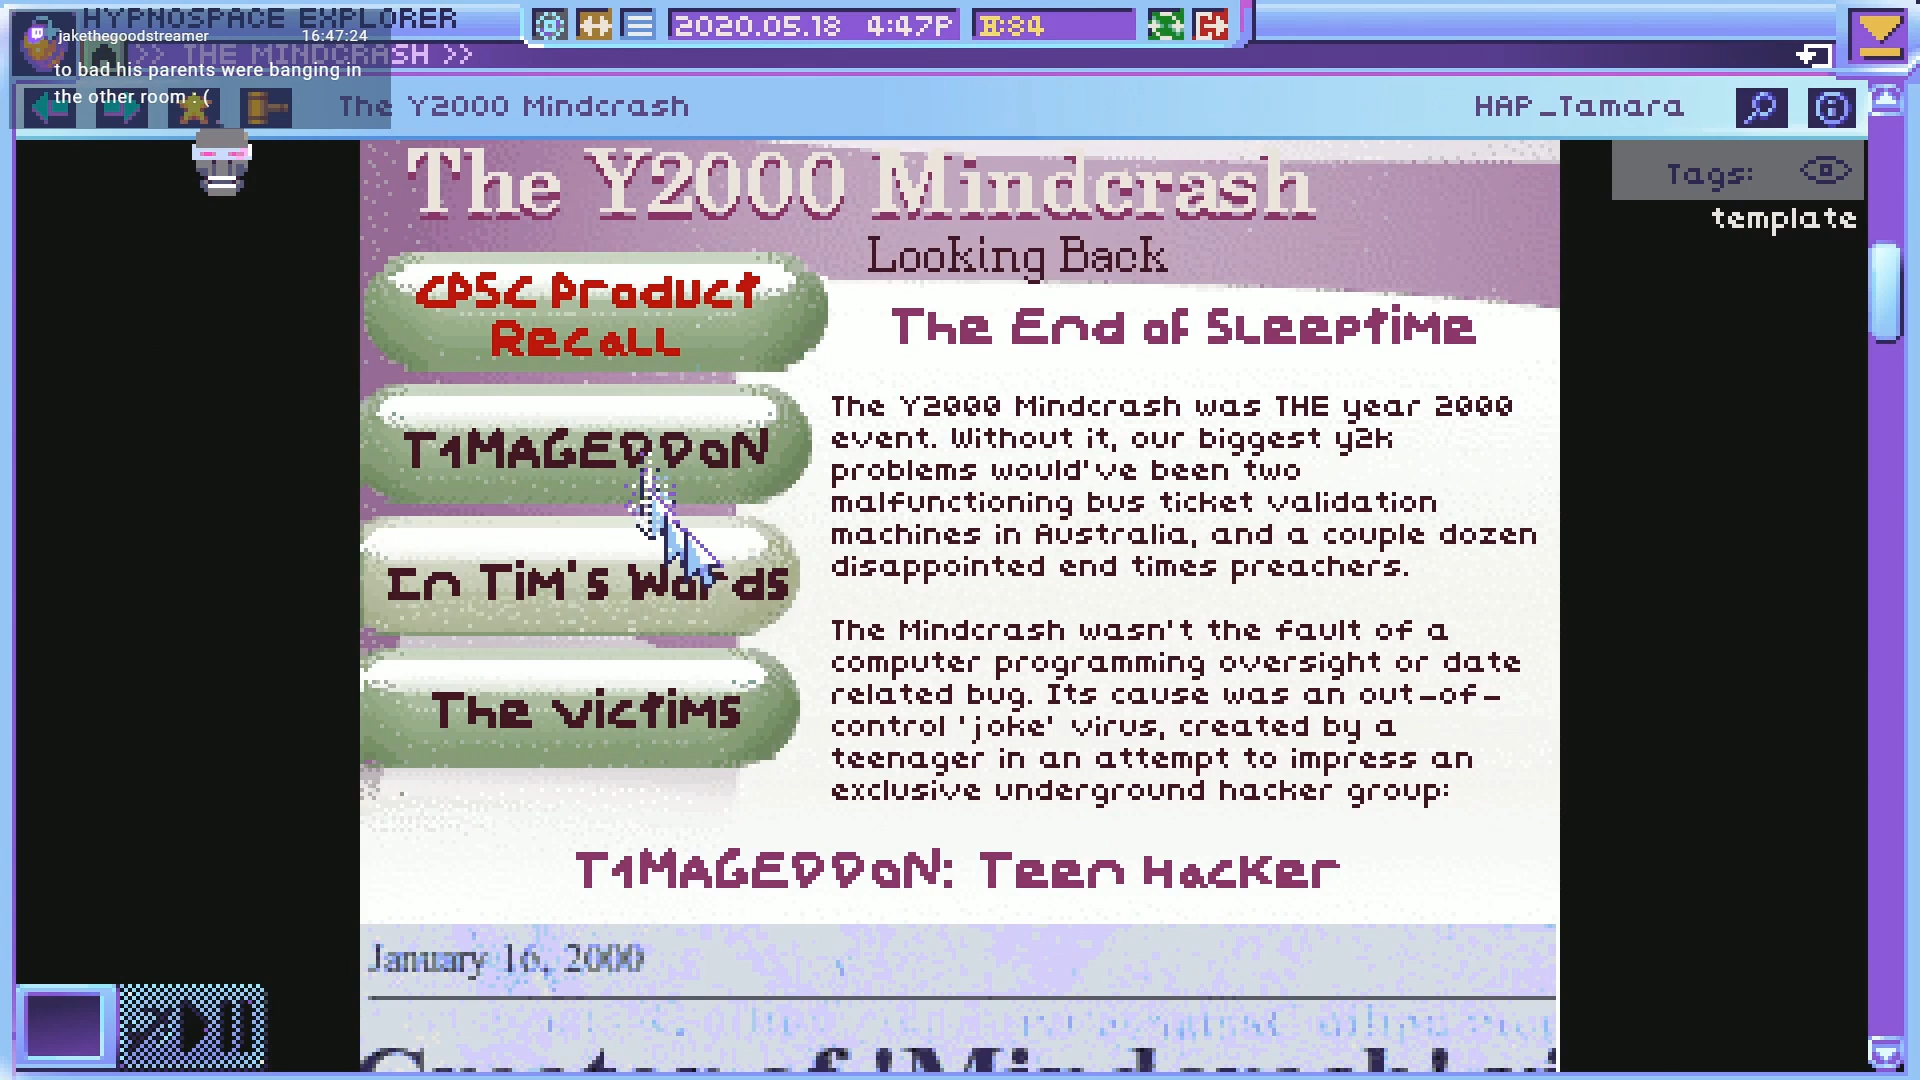 HYPNOSPACE EXPLORER
2020.05.18 4:47P
84
jakethegoodstreamer 16:47:24
>> THE MINDCRASH >>
to bad his parents were banging in
the other room :(
The Y2000 Mindcrash
HAP_Tamara
Tags:
template
The Y2000 Mindcrash
Looking Back
CPSC Product
Recall
T1MAGEDDoN
In Tim's Words
The Victims
The End of Sleeptime
The Y2000 Mindcrash was THE year 2000
event. Without it, our biggest y2k
problems would've been two
malfunctioning bus ticket validation
machines in Australia, and a couple dozen
disappointed end times preachers.
The Mindcrash wasn't the fault of a
computer programming oversight or date
related bug. Its cause was an out-of-
control 'joke' virus, created by a
teenager in an attempt to impress an
exclusive underground hacker group:
T1MAGEDDoN: Teen Hacker
January 16, 2000